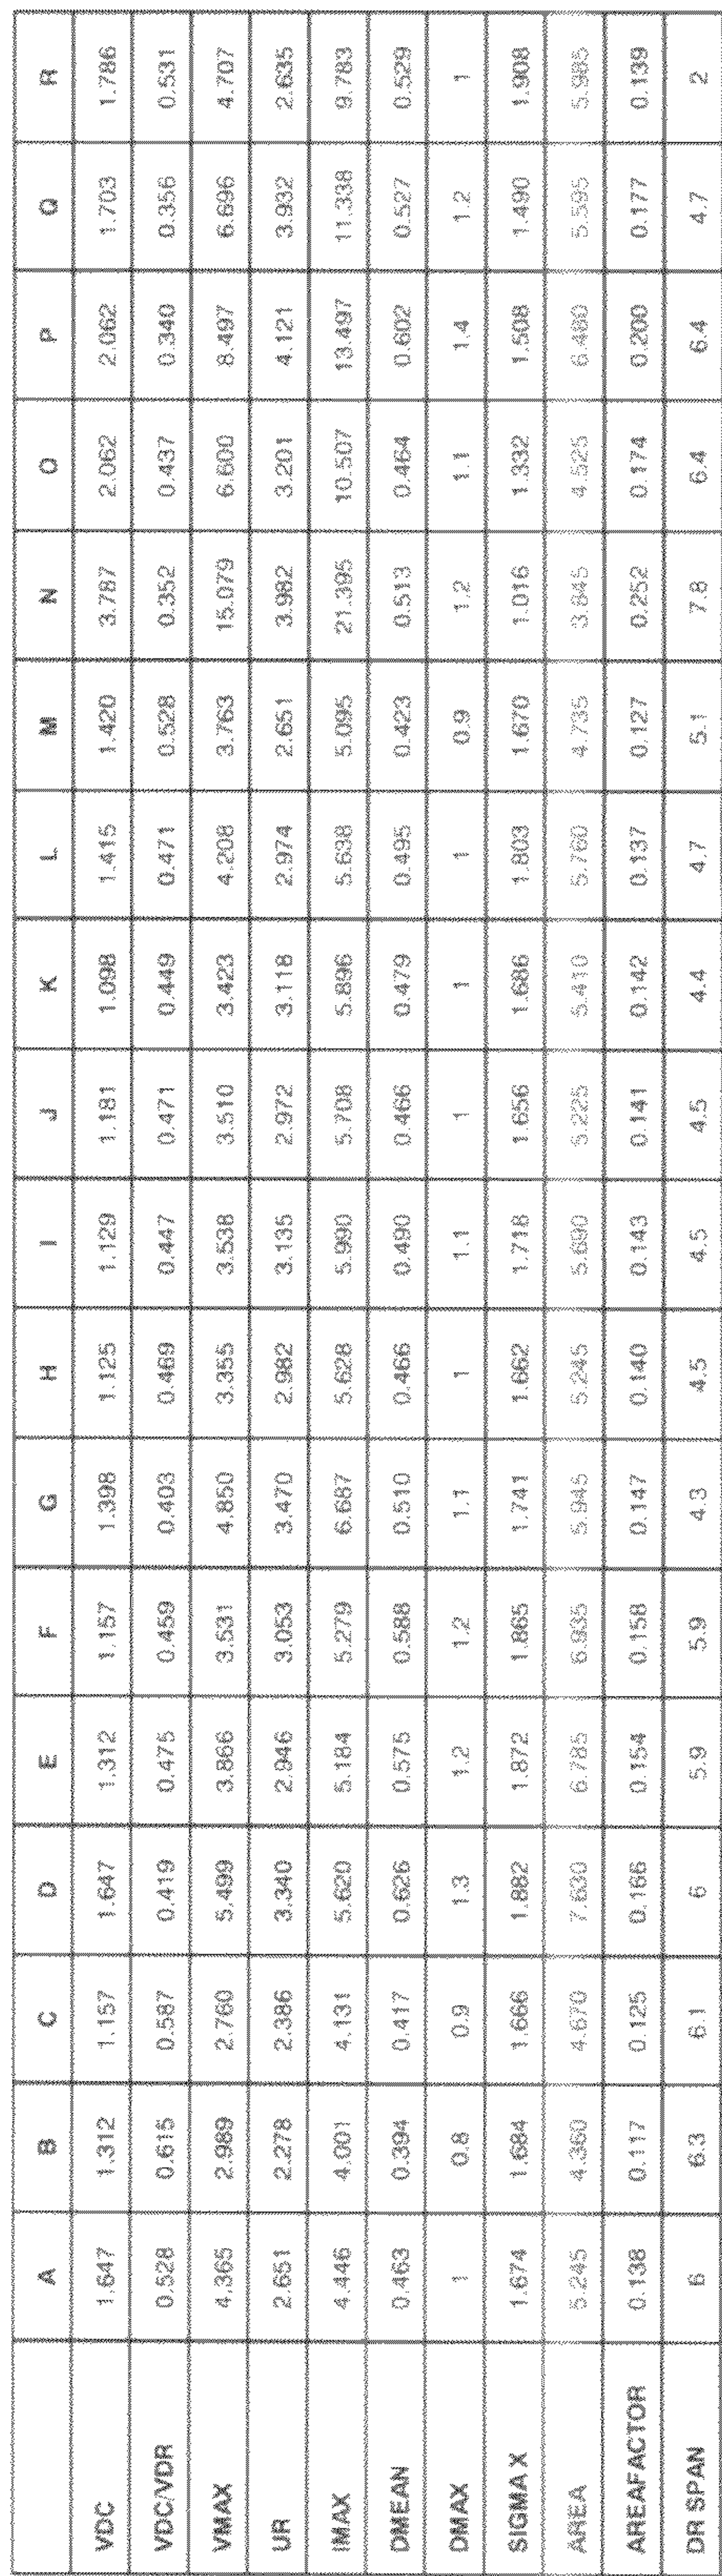 A B C D E F G H I J K L M N O P Q R
VDC 1.647 1.312 1.157 1.647 1.312 1.157 1.398 1.125 1.129 1.181 1.098 1.415 1.420 3.787 2.062 2.062 1.703 1.786
VDC/VDR 0.528 0.615 0.587 0.419 0.475 0.459 0.403 0.469 0.447 0.471 0.449 0.471 0.528 0.352 0.437 0.340 0.356 0.531
VMAX 4.365 2.989 2.760 5.499 3.866 3.531 4.850 3.355 3.538 3.510 3.423 4.208 3.763 15.079 6.600 8.497 6.696 4.707
UR 2.651 2.278 2.386 3.340 2.946 3.053 3.470 2.982 3.135 2.972 3.118 2.974 2.651 3.982 3.201 4.121 3.932 2.635
IMAX 4.446 4.001 4.131 5.620 5.184 5.279 6.687 5.628 5.990 5.708 5.896 5.638 5.095 21.395 10.507 13.497 11.338 9.783
DMEAN 0.463 0.394 0.417 0.626 0.575 0.588 0.510 0.466 0.490 0.466 0.479 0.495 0.423 0.513 0.464 0.602 0.527 0.529
DMAX 1 0.8 0.9 1.3 1.2 1.2 1.1 1 1.1 1 1 1 0.9 1.2 1.1 1.4 1.2 1
SIGMA X 1.674 1.684 1.666 1.882 1.872 1.865 1.741 1.662 1.718 1.656 1.686 1.803 1.670 1.016 1.332 1.508 1.490 1.908
AREA 5.245 4.360 4.670 7.630 6.785 6.935 5.945 5.245 5.690 5.225 5.410 5.760 4.735 3.845 4.525 6.460 5.595 5.985
AREAFACTOR 0.138 0.117 0.125 0.166 0.154 0.158 0.147 0.140 0.143 0.141 0.142 0.137 0.127 0.252 0.174 0.200 0.177 0.139
DR SPAN 6 6.3 6.1 6 5.9 5.9 4.3 4.5 4.5 4.5 4.4 4.7 5.1 7.8 6.4 6.4 4.7 2